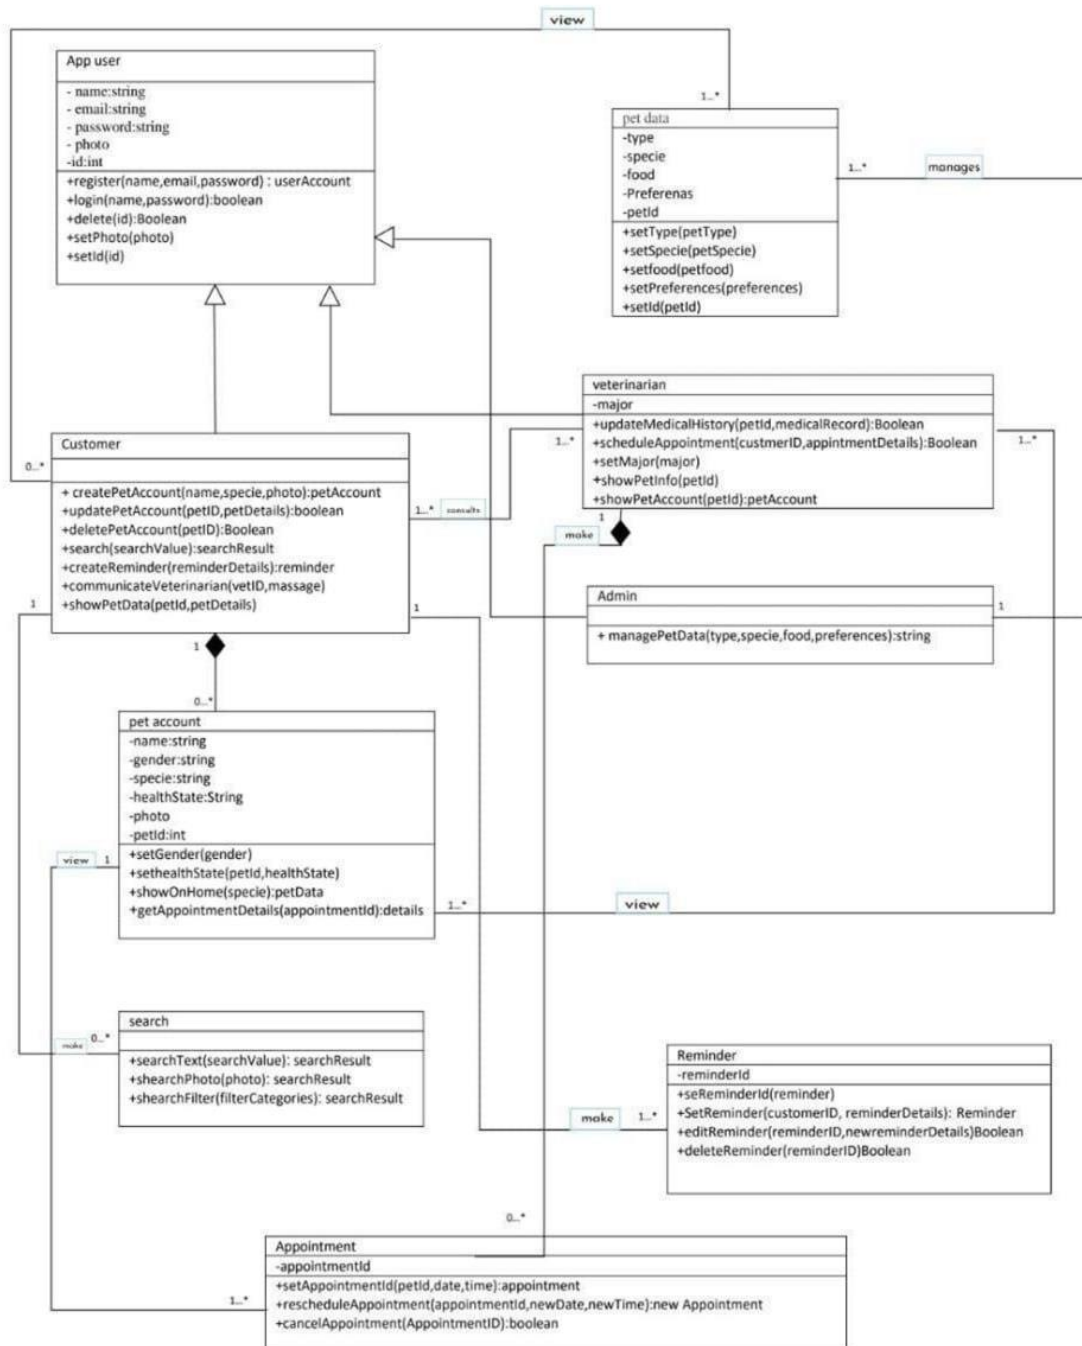 view
App user
- name:string
- email:string
- password:string
- photo
-id:int
+register(name,email,password) : userAccount
+login(name,password):boolean
+delete(id):Boolean
+setPhoto(photo)
+setId(id)
1...*
pet data
-type
-specie
-food
-Preferenas
-petId
+setType(petType)
+setSpecie(petSpecie)
+setfood(petfood)
+setPreferences(preferences)
+setId(petId)
1...*
manages
veterinarian
-major
+updateMedicalHistory(petId,medicalRecord):Boolean
+scheduleAppointment(custmerID,appintmentDetails):Boolean
+setMajor(major)
+showPetInfo(petId)
+showPetAccount(petId):petAccount
1...*
1...*
0...*
Customer
+ createPetAccount(name,specie,photo):petAccount
+updatePetAccount(petID,petDetails):boolean
+deletePetAccount(petID):Boolean
+search(searchValue):searchResult
+createReminder(reminderDetails):reminder
+communicateVeterinarian(vetID,massage)
+showPetData(petId,petDetails)
1...*
consults
1
make
1
1
Admin
+ managePetData(type,specie,food,preferences):string
1
1
0...*
pet account
-name:string
-gender:string
-specie:string
-healthState:String
-photo
-petId:int
+setGender(gender)
+sethealthState(petId,healthState)
+showOnHome(specie):petData
+getAppointmentDetails(appointmentId):details
view
1
1...*
view
search
+searchText(searchValue): searchResult
+shearchPhoto(photo): searchResult
+shearchFilter(filterCategories): searchResult
make
0...*
Reminder
-reminderId
+seReminderId(reminder)
+SetReminder(customerID, reminderDetails): Reminder
+editReminder(reminderID,newreminderDetails)Boolean
+deleteReminder(reminderID)Boolean
make
1...*
0...*
Appointment
-appointmentId
+setAppointmentId(petId,date,time):appointment
+rescheduleAppointment(appointmentId,newDate,newTime):new Appointment
+cancelAppointment(AppointmentID):boolean
1...*